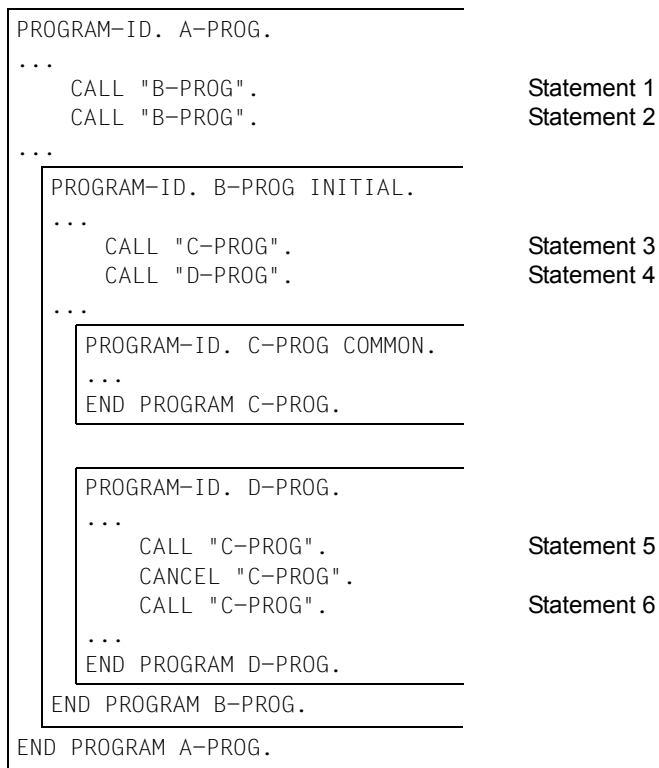 PROGRAM-ID. A-PROG.
...
CALL "B-PROG". Statement 1
CALL "B-PROG". Statement 2
...
PROGRAM-ID. B-PROG INITIAL.
...
CALL "C-PROG". Statement 3
CALL "D-PROG". Statement 4
...
PROGRAM-ID. C-PROG COMMON.
...
END PROGRAM C-PROG.
PROGRAM-ID. D-PROG.
...
CALL "C-PROG". Statement 5
CANCEL "C-PROG".
CALL "C-PROG". Statement 6
...
END PROGRAM D-PROG.
END PROGRAM B-PROG.
END PROGRAM A-PROG.